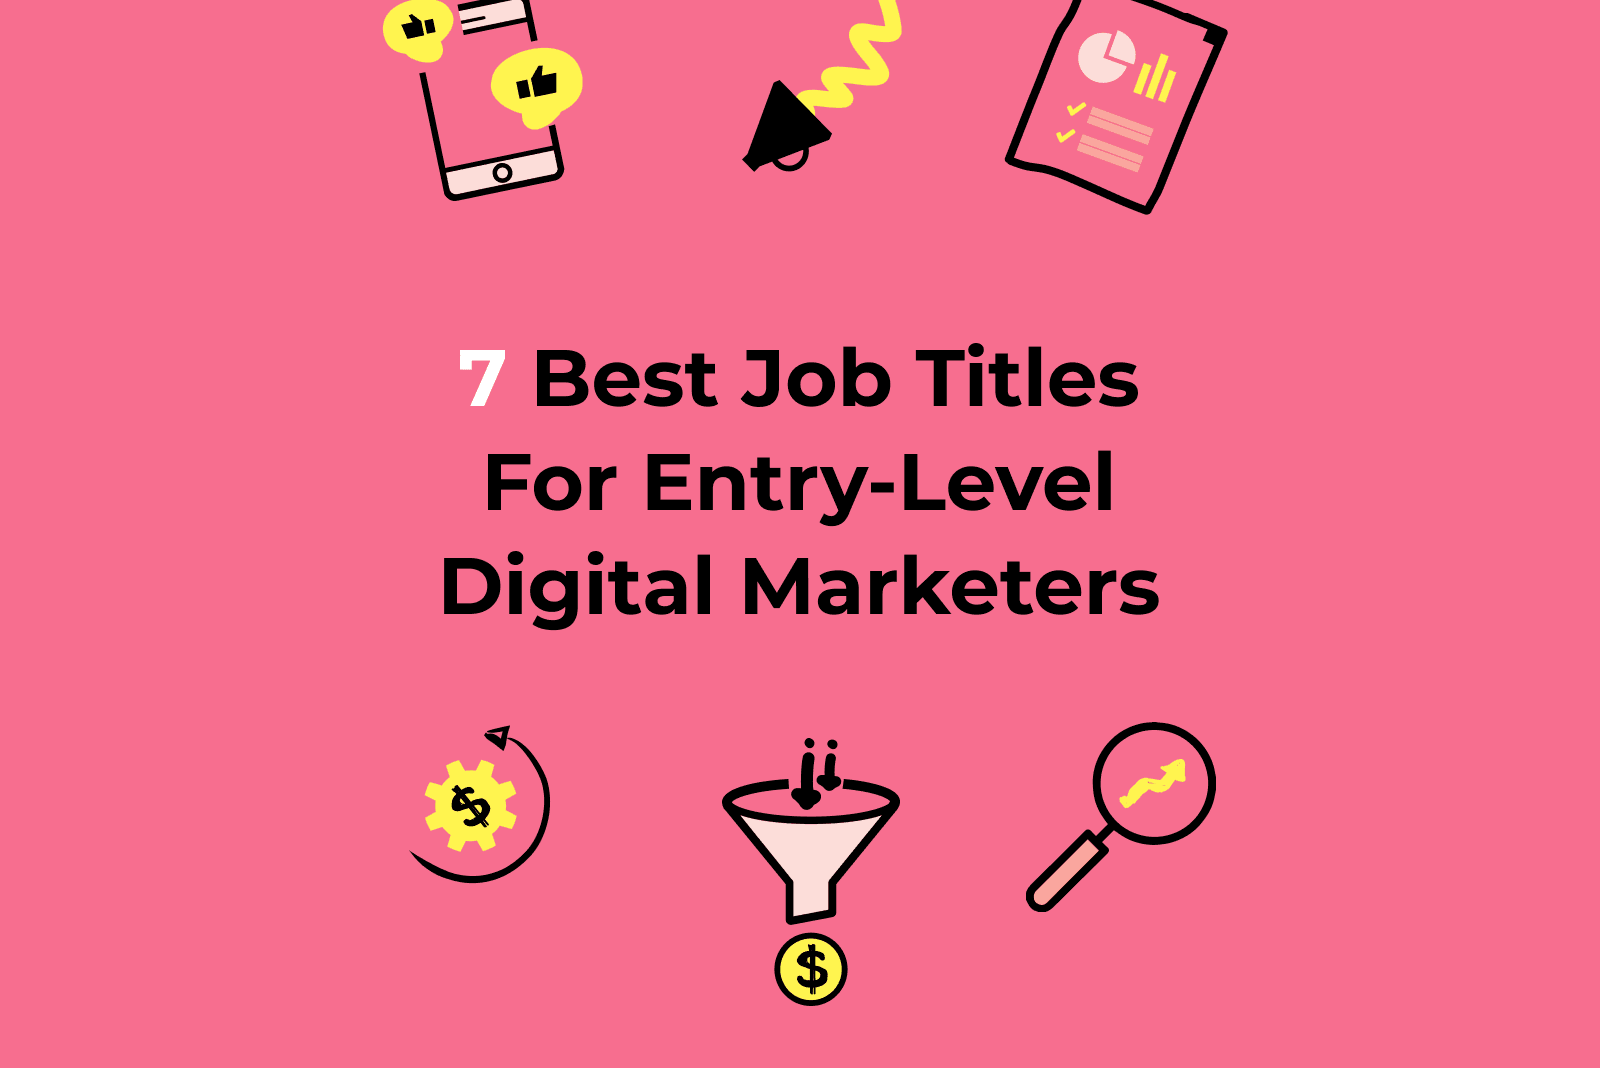 7 Best Job Titles
For Entry-Level
Digital Marketers
$
$